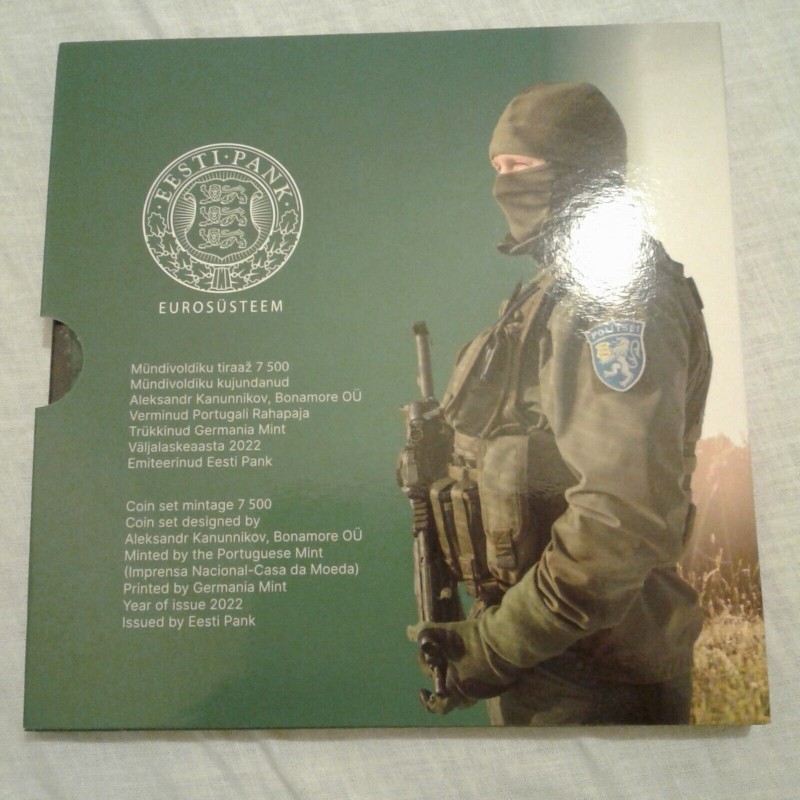 EESTI·PANK
EUROSÜSTEEM
Mündivoldiku tiraaž 7 500
Mündivoldiku kujundanud
Aleksandr Kanunnikov, Bonamore OÜ
Verminud Portugali Rahapaja
Trükkinud Germania Mint
Väljalaskeaasta 2022
Emiteerinud Eesti Pank
Coin set mintage 7 500
Coin set designed by
Aleksandr Kanunnikov, Bonamore OÜ
Minted by the Portuguese Mint
(Imprensa Nacional-Casa da Moeda)
Printed by Germania Mint
Year of issue 2022
Issued by Eesti Pank
POLITSEI